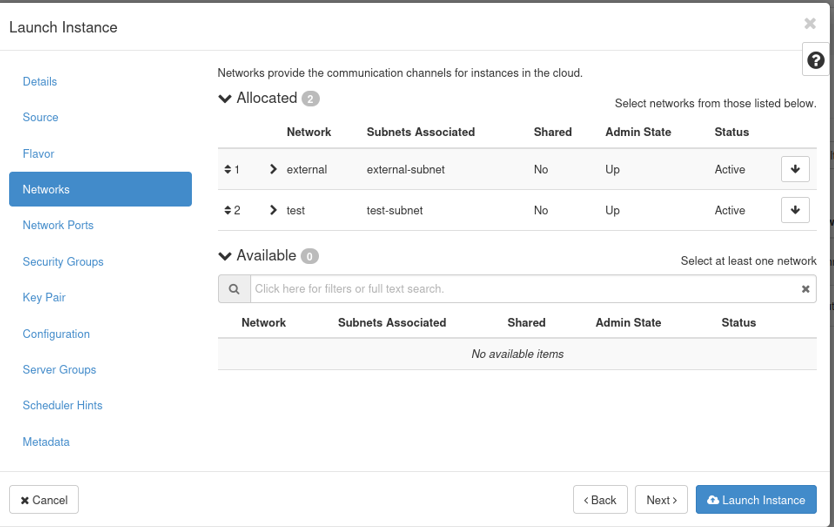 Launch Instance
Details
Source
Flavor
Networks
Network Ports
Security Groups
Key Pair
Configuration
Server Groups
Scheduler Hints
Metadata
Networks provide the communication channels for instances in the cloud.
Allocated 2
Select networks from those listed below.
Network Subnets Associated Shared Admin State Status
1 external external-subnet No Up Active
2 test test-subnet No Up Active
Available 0
Select at least one network
Click here for filters or full text search.
Network Subnets Associated Shared Admin State Status
No available items
Cancel
< Back
Next >
Launch Instance